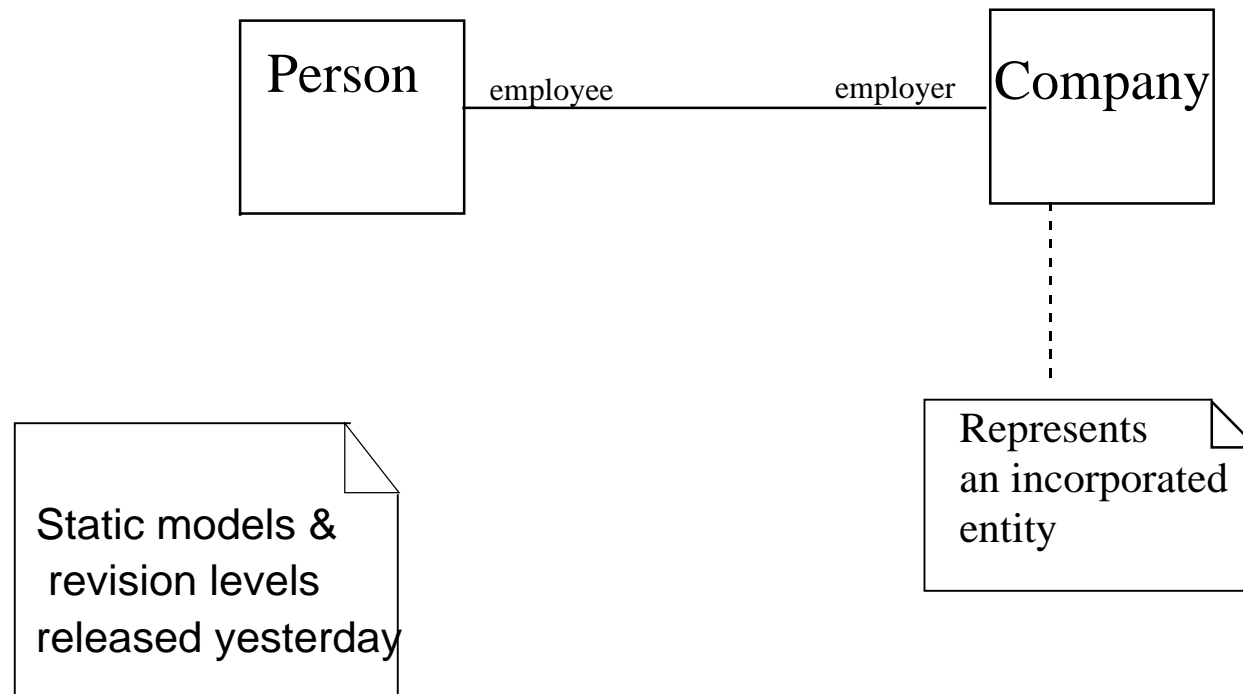 Person
employee
employer
Company
Represents
an incorporated
entity
Static models &
revision levels
released yesterday